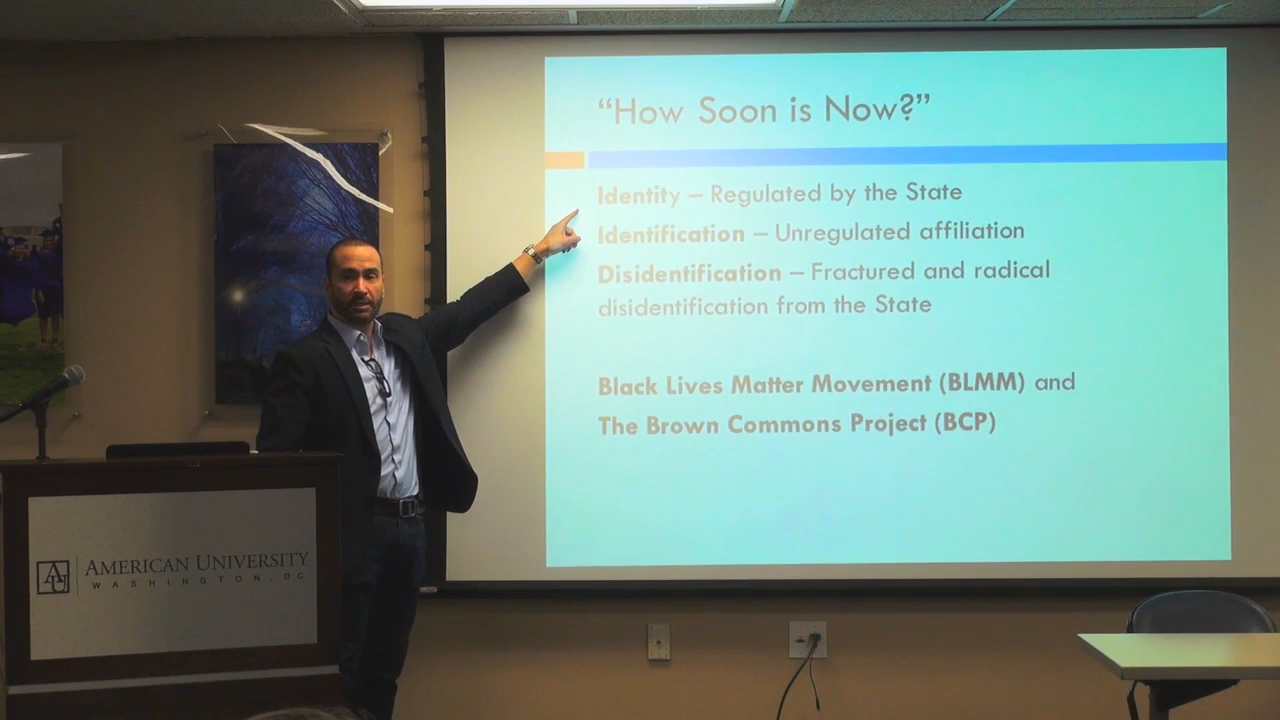 “How Soon is Now?”
Identity – Regulated by the State
Identification – Unregulated affiliation
Disidentification – Fractured and radical
disidentification from the State
Black Lives Matter Movement (BLMM) and
The Brown Commons Project (BCP)
AU
AMERICAN UNIVERSITY
WASHINGTON, DC